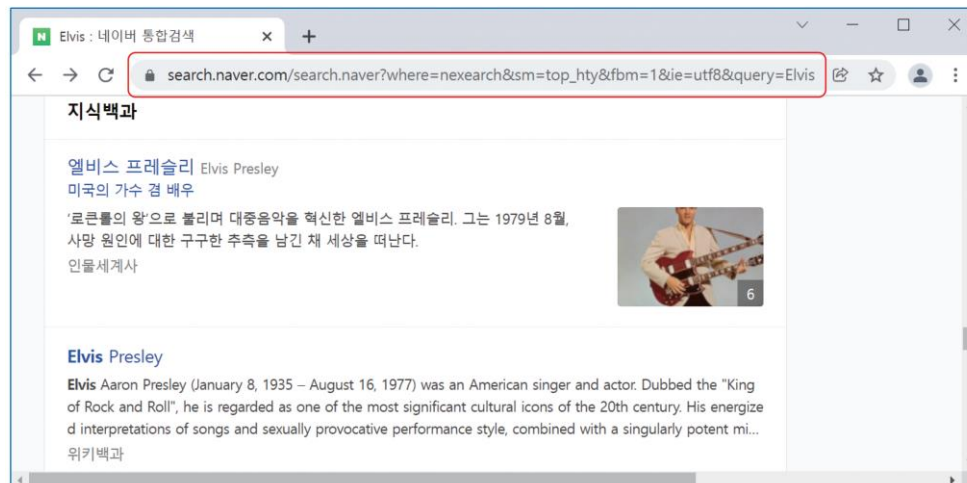 N Elvis : 네이버 통합검색
search.naver.com/search.naver?where=nexearch&sm=top_hty&fbm=1&ie=utf8&query=Elvis
지식백과
엘비스 프레슬리 Elvis Presley
미국의 가수 겸 배우
'로큰롤의 왕'으로 불리며 대중음악을 혁신한 엘비스 프레슬리. 그는 1979년 8월,
사망 원인에 대한 구구한 추측을 남긴 채 세상을 떠난다.
인물세계사
6
Elvis Presley
Elvis Aaron Presley (January 8, 1935 – August 16, 1977) was an American singer and actor. Dubbed the "King
of Rock and Roll", he is regarded as one of the most significant cultural icons of the 20th century. His energize
d interpretations of songs and sexually provocative performance style, combined with a singularly potent mi...
위키백과